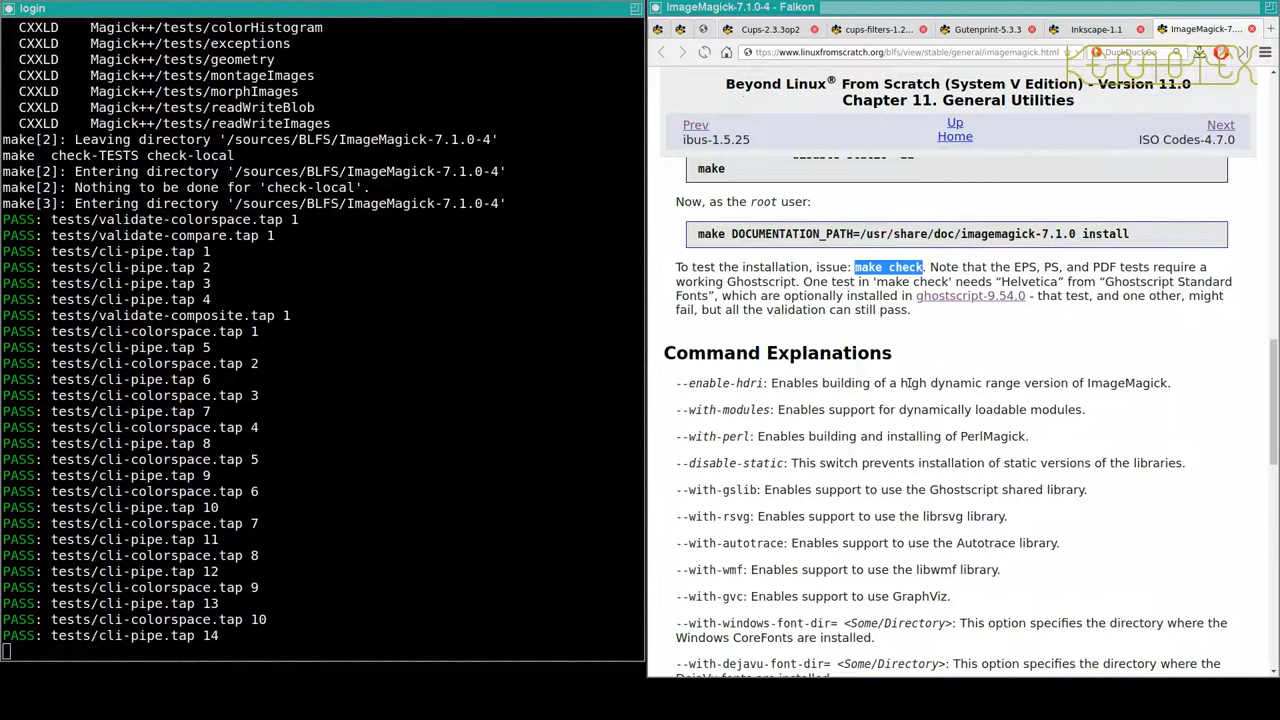 login
CXXLD    Magick++/tests/colorHistogram
CXXLD    Magick++/tests/exceptions
CXXLD    Magick++/tests/geometry
CXXLD    Magick++/tests/montageImages
CXXLD    Magick++/tests/morphImages
CXXLD    Magick++/tests/readWriteBlob
CXXLD    Magick++/tests/readWriteImages
make[2]: Leaving directory '/sources/BLFS/ImageMagick-7.1.0-4'
make  check-TESTS check-local
make[2]: Entering directory '/sources/BLFS/ImageMagick-7.1.0-4'
make[2]: Nothing to be done for 'check-local'.
make[3]: Entering directory '/sources/BLFS/ImageMagick-7.1.0-4'
PASS: tests/validate-colorspace.tap 1
PASS: tests/validate-compare.tap 1
PASS: tests/cli-pipe.tap 1
PASS: tests/cli-pipe.tap 2
PASS: tests/cli-pipe.tap 3
PASS: tests/cli-pipe.tap 4
PASS: tests/validate-composite.tap 1
PASS: tests/cli-colorspace.tap 1
PASS: tests/cli-pipe.tap 5
PASS: tests/cli-colorspace.tap 2
PASS: tests/cli-pipe.tap 6
PASS: tests/cli-colorspace.tap 3
PASS: tests/cli-pipe.tap 7
PASS: tests/cli-colorspace.tap 4
PASS: tests/cli-pipe.tap 8
PASS: tests/cli-colorspace.tap 5
PASS: tests/cli-pipe.tap 9
PASS: tests/cli-colorspace.tap 6
PASS: tests/cli-pipe.tap 10
PASS: tests/cli-colorspace.tap 7
PASS: tests/cli-pipe.tap 11
PASS: tests/cli-colorspace.tap 8
PASS: tests/cli-pipe.tap 12
PASS: tests/cli-colorspace.tap 9
PASS: tests/cli-pipe.tap 13
PASS: tests/cli-colorspace.tap 10
PASS: tests/cli-pipe.tap 14
ImageMagick-7.1.0-4 - Falkon
Cups-2.3.3op2 cups-filters-1.2... Gutenprint-5.3.3 Inkscape-1.1 ImageMagick-7....
https://www.linuxfromscratch.org/blfs/view/stable/general/imagemagick.html DuckDuckGo
KERNOTEX
Beyond Linux® From Scratch (System V Edition) - Version 11.0
Chapter 11. General Utilities
Prev Up Next
ibus-1.5.25 Home ISO Codes-4.7.0
make
Now, as the root user:
make DOCUMENTATION_PATH=/usr/share/doc/imagemagick-7.1.0 install
To test the installation, issue: make check. Note that the EPS, PS, and PDF tests require a
working Ghostscript. One test in 'make check' needs “Helvetica” from “Ghostscript Standard
Fonts”, which are optionally installed in ghostscript-9.54.0 - that test, and one other, might
fail, but all the validation can still pass.
Command Explanations
--enable-hdri: Enables building of a high dynamic range version of ImageMagick.
--with-modules: Enables support for dynamically loadable modules.
--with-perl: Enables building and installing of PerlMagick.
--disable-static: This switch prevents installation of static versions of the libraries.
--with-gslib: Enables support to use the Ghostscript shared library.
--with-rsvg: Enables support to use the librsvg library.
--with-autotrace: Enables support to use the Autotrace library.
--with-wmf: Enables support to use the libwmf library.
--with-gvc: Enables support to use GraphViz.
--with-windows-font-dir= <Some/Directory>: This option specifies the directory where the
Windows CoreFonts are installed.
--with-dejavu-font-dir= <Some/Directory>: This option specifies the directory where the